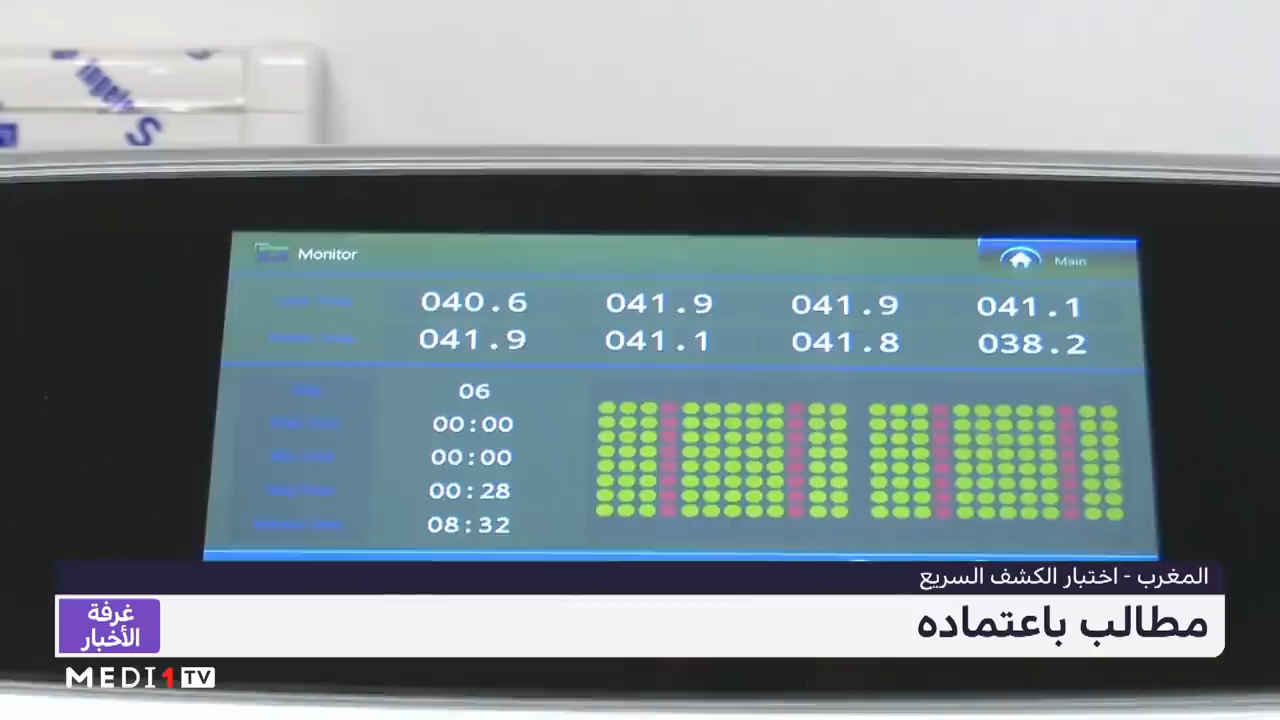 Singely
Monitor
Main
040.6 041.9 041.9 041.1
041.9 041.1 041.8 038.2
06
00:00
00:00
00:28
08:32
المغرب - اختبار الكشف السريع
مطالب باعتماده
غرفة
الأخبار
MEDI1TV